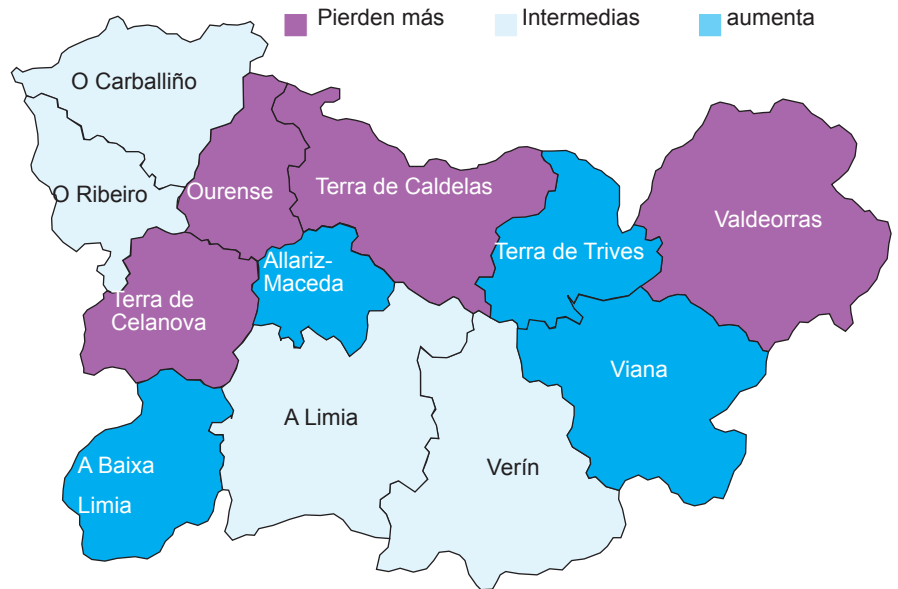 Pierden más
Intermedias
aumenta
O Carballiño
O Ribeiro
Ourense
Terra de Caldelas
Valdeorras
Terra de Trives
Allariz-
Maceda
Terra de
Celanova
Viana
A Limia
Verín
A Baixa
Limia